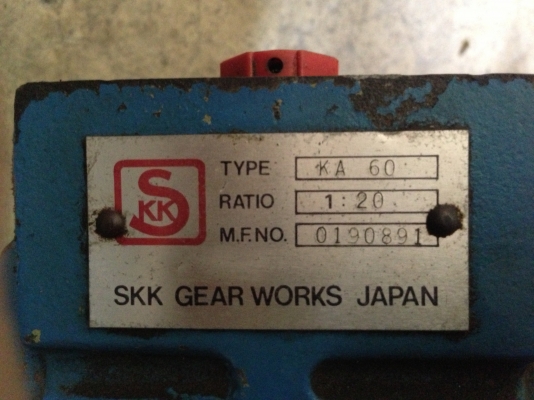 SKK
TYPE KA 60
RATIO 1:20
M.F.NO. 0190891
SKK GEAR WORKS JAPAN